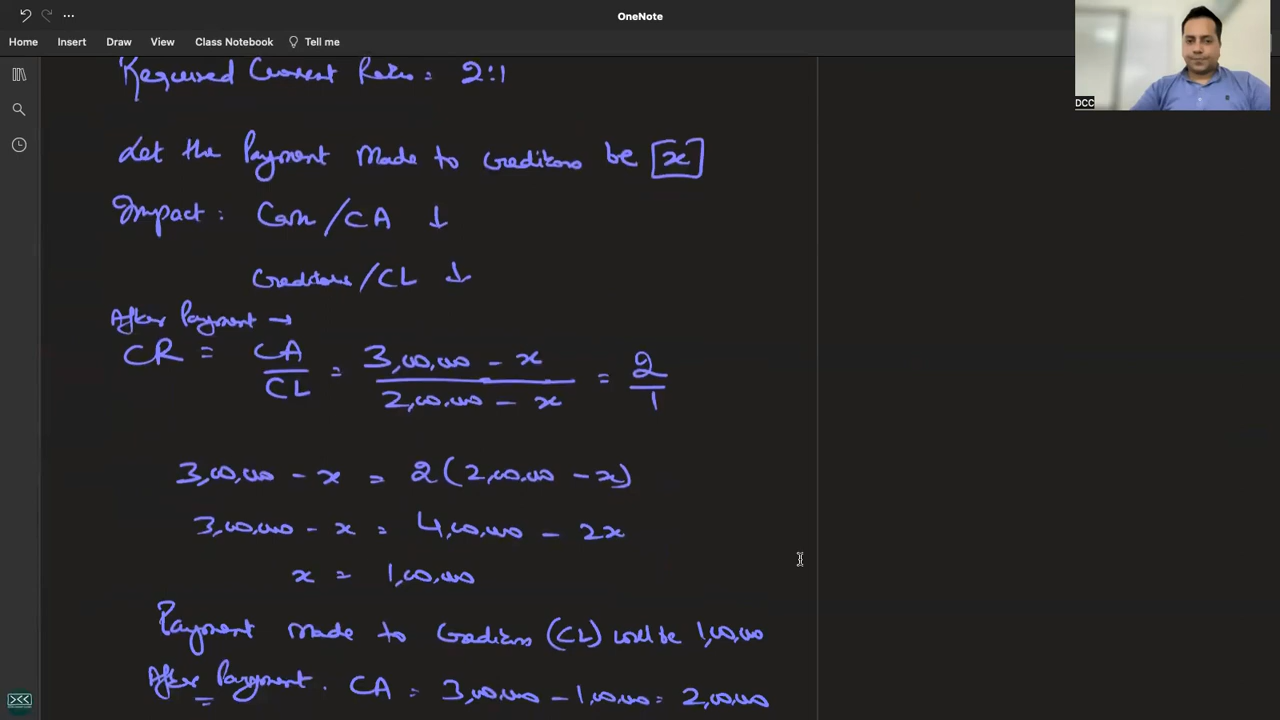 OneNote
Home Insert Draw View Class Notebook Tell me
DCC
Required Current Ratio = 2:1
Let the Payment Made to Creditors be x
Impact: Cash/CA ↓
Creditors/CL ↓
After Payment →
CR = CA/CL = 3,00,000 - x / 2,00,000 - x = 2/1
3,00,000 - x = 2(2,00,000 - x)
3,00,000 - x = 4,00,000 - 2x
x = 1,00,000
Payment Made to Creditors (CL) will be 1,00,000
After Payment. CA = 3,00,000 - 1,00,000 = 2,00,000
DCC